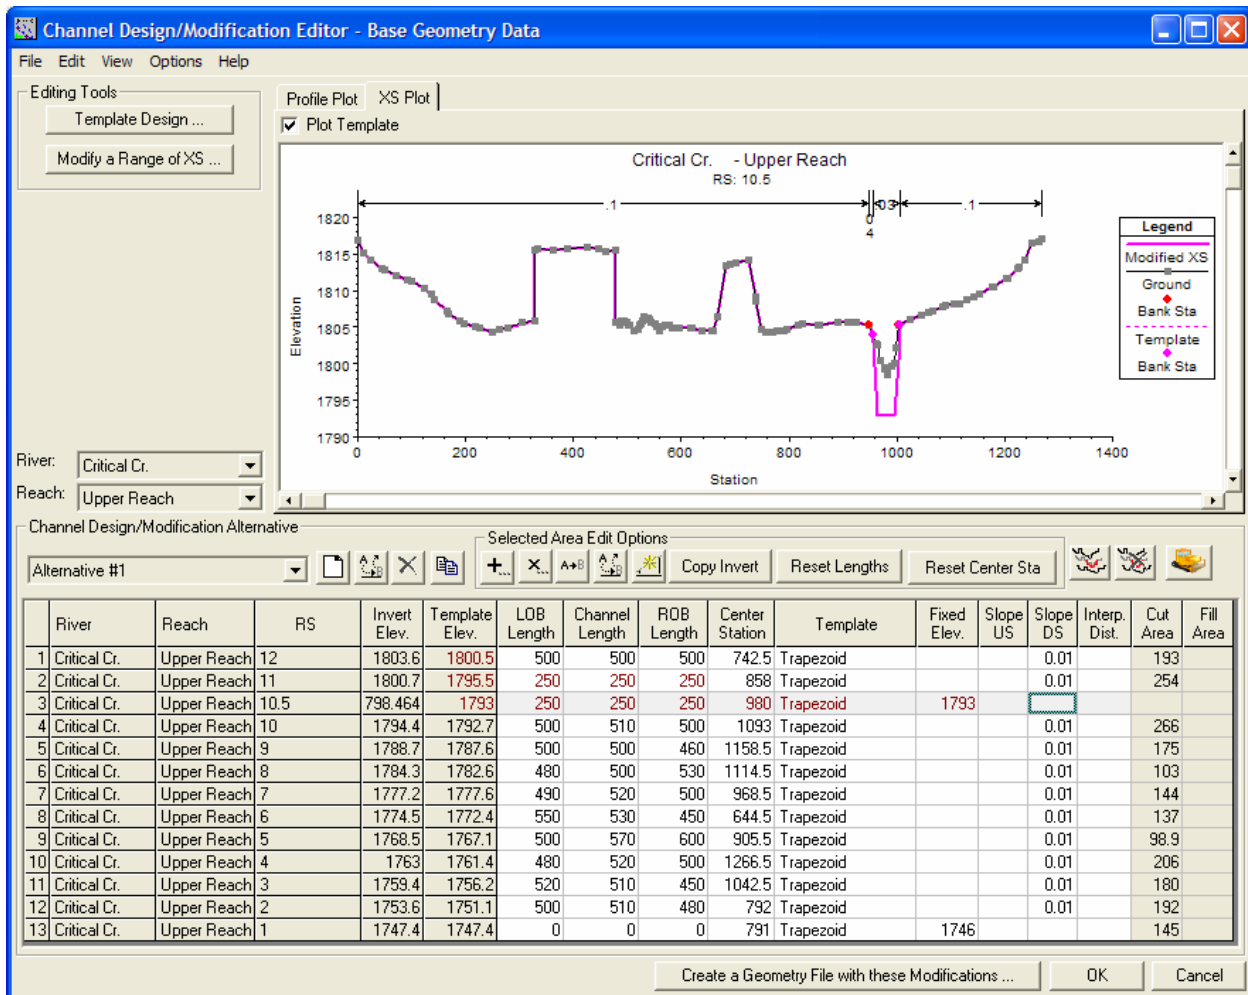 Channel Design/Modification Editor - Base Geometry Data
File Edit View Options Help
Editing Tools
Template Design ...
Modify a Range of XS ...
Profile Plot XS Plot
Plot Template
Critical Cr. - Upper Reach
RS: 10.5
.1 .03 .1
0
4
1820
1815
1810
1805
1800
1795
1790
Elevation
0 200 400 600 800 1000 1200 1400
Station
Legend
Modified XS
Ground
Bank Sta
Template
Bank Sta
River: Critical Cr.
Reach: Upper Reach
Channel Design/Modification Alternative
Alternative #1
Selected Area Edit Options
Copy Invert Reset Lengths Reset Center Sta
River Reach RS Invert Elev. Template Elev. LOB Length Channel Length ROB Length Center Station Template Fixed Elev. Slope US Slope DS Interp. Dist. Cut Area Fill Area
1 Critical Cr. Upper Reach 12 1803.6 1800.5 500 500 500 742.5 Trapezoid 0.01 193
2 Critical Cr. Upper Reach 11 1800.7 1795.5 250 250 250 858 Trapezoid 0.01 254
3 Critical Cr. Upper Reach 10.5 798.464 1793 250 250 250 980 Trapezoid 1793
4 Critical Cr. Upper Reach 10 1794.4 1792.7 500 510 500 1093 Trapezoid 0.01 266
5 Critical Cr. Upper Reach 9 1788.7 1787.6 500 500 460 1158.5 Trapezoid 0.01 175
6 Critical Cr. Upper Reach 8 1784.3 1782.6 480 500 530 1114.5 Trapezoid 0.01 103
7 Critical Cr. Upper Reach 7 1777.2 1777.6 490 520 500 968.5 Trapezoid 0.01 144
8 Critical Cr. Upper Reach 6 1774.5 1772.4 550 530 450 644.5 Trapezoid 0.01 137
9 Critical Cr. Upper Reach 5 1768.5 1767.1 500 570 600 905.5 Trapezoid 0.01 98.9
10 Critical Cr. Upper Reach 4 1763 1761.4 480 520 500 1266.5 Trapezoid 0.01 206
11 Critical Cr. Upper Reach 3 1759.4 1756.2 520 510 450 1042.5 Trapezoid 0.01 180
12 Critical Cr. Upper Reach 2 1753.6 1751.1 500 510 480 792 Trapezoid 0.01 192
13 Critical Cr. Upper Reach 1 1747.4 1747.4 0 0 0 791 Trapezoid 1746 145
Create a Geometry File with these Modifications ... OK Cancel